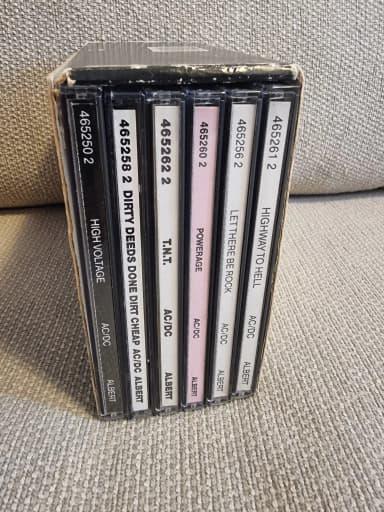 465250 2 HIGH VOLTAGE AC/DC ALBERT
465258 2 DIRTY DEEDS DONE DIRT CHEAP AC/DC ALBERT
465262 2 T.N.T. AC/DC ALBERT
465260 2 POWERAGE AC/DC ALBERT
465256 2 LET THERE BE ROCK AC/DC ALBERT
465261 2 HIGHWAY TO HELL AC/DC ALBERT